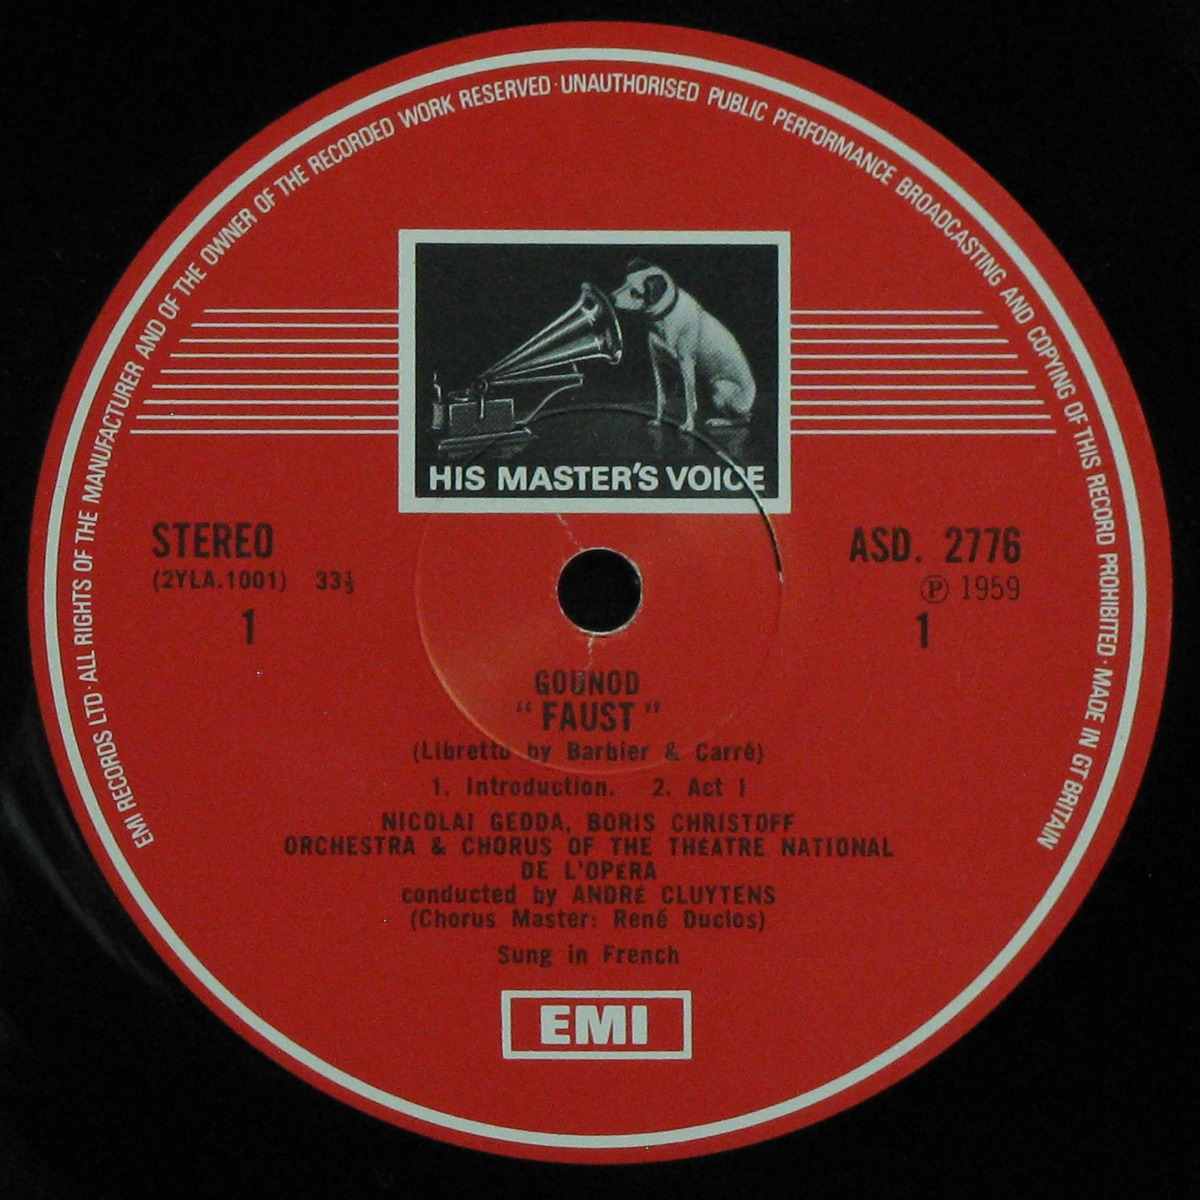 EMI RECORDS LTD · ALL RIGHTS OF THE MANUFACTURER AND OF THE OWNER OF THE RECORDED WORK RESERVED · UNAUTHORISED PUBLIC PERFORMANCE BROADCASTING AND COPYING OF THIS RECORD PROHIBITED · MADE IN GT BRITAIN
HIS MASTER'S VOICE
STEREO
(2YLA.1001) 33⅓
1
ASD. 2776
Ⓟ 1959
1
GOUNOD
"FAUST"
(Libretto by Barbier & Carré)
1. Introduction. 2. Act I
NICOLAI GEDDA, BORIS CHRISTOFF
ORCHESTRA & CHORUS OF THE THÉATRE NATIONAL
DE L'OPÉRA
conducted by ANDRÉ CLUYTENS
(Chorus Master: René Duclos)
Sung in French
EMI